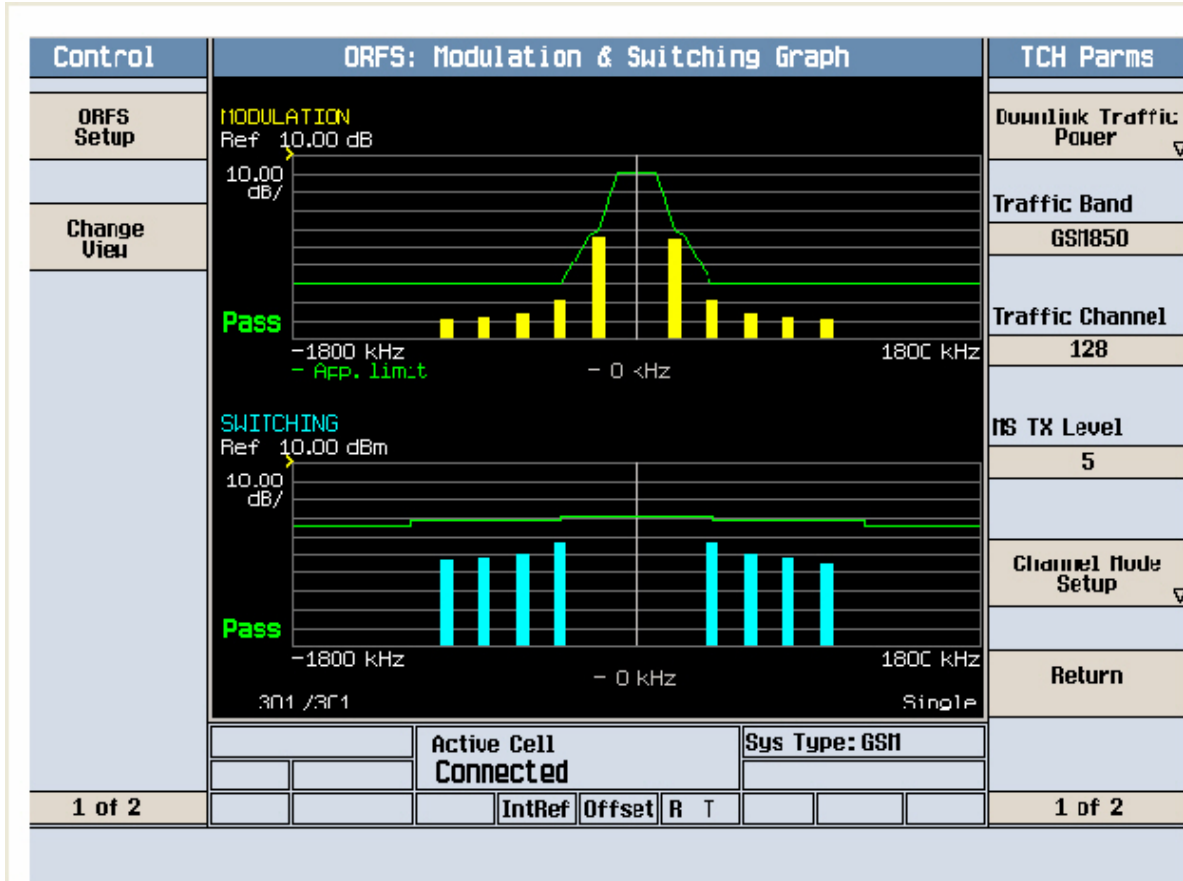 Control
ORFS: Modulation & Switching Graph
TCH Parms
ORFS
Setup
Change
View
1 of 2
MODULATION
Ref 10.00 dB
10.00
dB/
Pass
-1800 kHz
1800 kHz
- App. limit
- 0 kHz
SWITCHING
Ref 10.00 dBm
10.00
dB/
Pass
-1800 kHz
1800 kHz
- 0 kHz
301/301
Single
Active Cell
Connected
Sys Type: GSM
IntRef
Offset
R T
Downlink Traffic
Power
Traffic Band
GSM850
Traffic Channel
128
MS TX Level
5
Channel Mode
Setup
Return
1 of 2